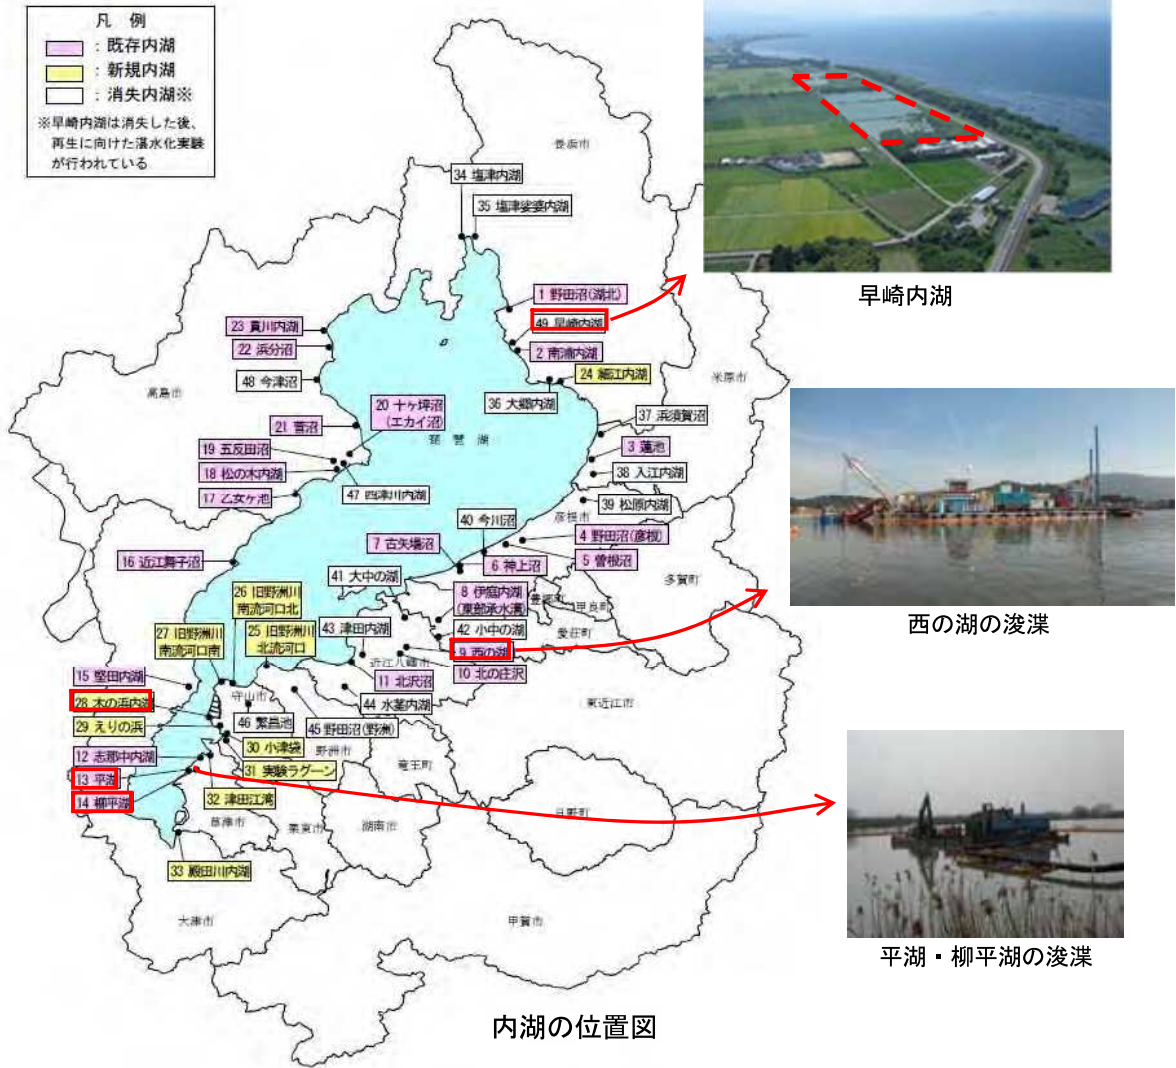 凡 例
：既存内湖
：新規内湖
：消失内湖※
※早崎内湖は消失した後、
再生に向けた湛水化実験
が行われている
長浜市
34 塩津内湖
35 塩津娑婆内湖
早崎内湖
1 野田沼(湖北)
49 早崎内湖
2 南浦内湖
24 細江内湖
23 貫川内湖
22 浜分沼
48 今津沼
36 大郷内湖
米原市
高島市
20 十ヶ坪沼
(エカイ沼)
37 浜須賀沼
21 菅沼
琵琶湖
19 五反田沼
3 蓮池
18 松の木内湖
38 入江内湖
17 乙女ヶ池
47 四津川内湖
39 松原内湖
40 今川沼
彦根市
7 古矢場沼
4 野田沼(彦根)
6 神上沼
5 曽根沼
16 近江舞子沼
41 大中の湖
多賀町
26 旧野洲川
南流河口北
8 伊庭内湖
(東部承水溝)
豊郷町
甲良町
西の湖の浚渫
27 旧野洲川
南流河口南
25 旧野洲川
北流河口
43 津田内湖
42 小中の湖
愛荘町
9 西の湖
近江八幡市
15 堅田内湖
11 北沢沼
10 北の庄沢
28 木の浜内湖
守山市
44 水茎内湖
東近江市
29 えりの浜
46 繁昌池
45 野田沼(野洲)
30 小津袋
野洲市
12 志那中内湖
竜王町
31 実験ラグーン
13 平湖
14 柳平湖
32 津田江湾
草津市
栗東市
湖南市
日野町
33 殿田川内湖
大津市
甲賀市
平湖・柳平湖の浚渫
内湖の位置図